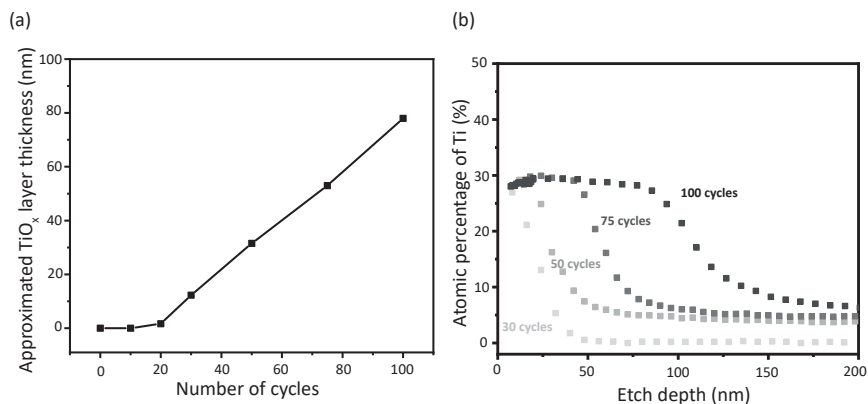 (a)
Approximated TiOₓ layer thickness (nm)
100
80
60
40
20
0
0 20 40 60 80 100
Number of cycles
(b)
Atomic percentage of Ti (%)
50
40
30
20
10
0
100 cycles
75 cycles
50 cycles
30 cycles
0 50 100 150 200
Etch depth (nm)